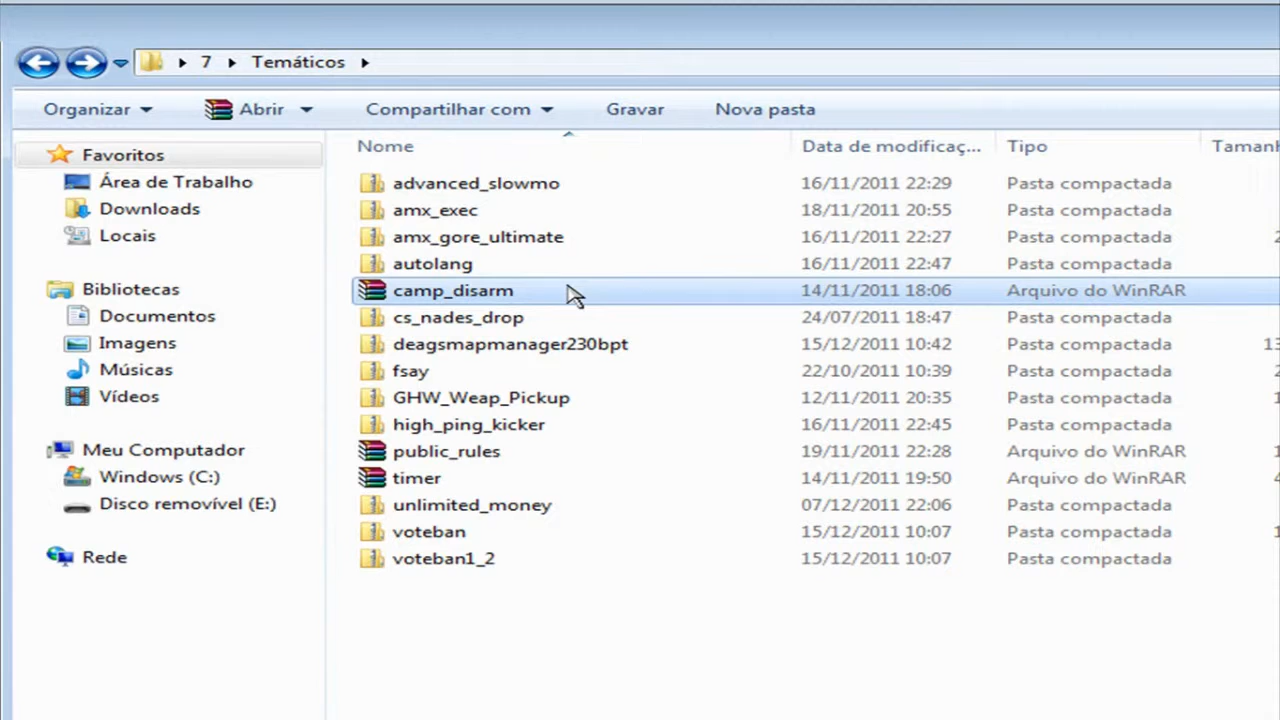 7 Temáticos
Organizar Abrir Compartilhar com Gravar Nova pasta
Nome Data de modificaç... Tipo Tamanh
Favoritos
Área de Trabalho
Downloads
Locais
Bibliotecas
Documentos
Imagens
Músicas
Vídeos
Meu Computador
Windows (C:)
Disco removível (E:)
Rede
advanced_slowmo 16/11/2011 22:29 Pasta compactada
amx_exec 18/11/2011 20:55 Pasta compactada
amx_gore_ultimate 16/11/2011 22:27 Pasta compactada 2
autolang 16/11/2011 22:47 Pasta compactada
camp_disarm 14/11/2011 18:06 Arquivo do WinRAR
cs_nades_drop 24/07/2011 18:47 Pasta compactada
deagsmapmanager230bpt 15/12/2011 10:42 Pasta compactada 13
fsay 22/10/2011 10:39 Pasta compactada 2
GHW_Weap_Pickup 12/11/2011 20:35 Pasta compactada 1
high_ping_kicker 16/11/2011 22:45 Pasta compactada
public_rules 19/11/2011 22:28 Arquivo do WinRAR 1
timer 14/11/2011 19:50 Arquivo do WinRAR 4
unlimited_money 07/12/2011 22:06 Pasta compactada
voteban 15/12/2011 10:07 Pasta compactada 1
voteban1_2 15/12/2011 10:07 Pasta compactada